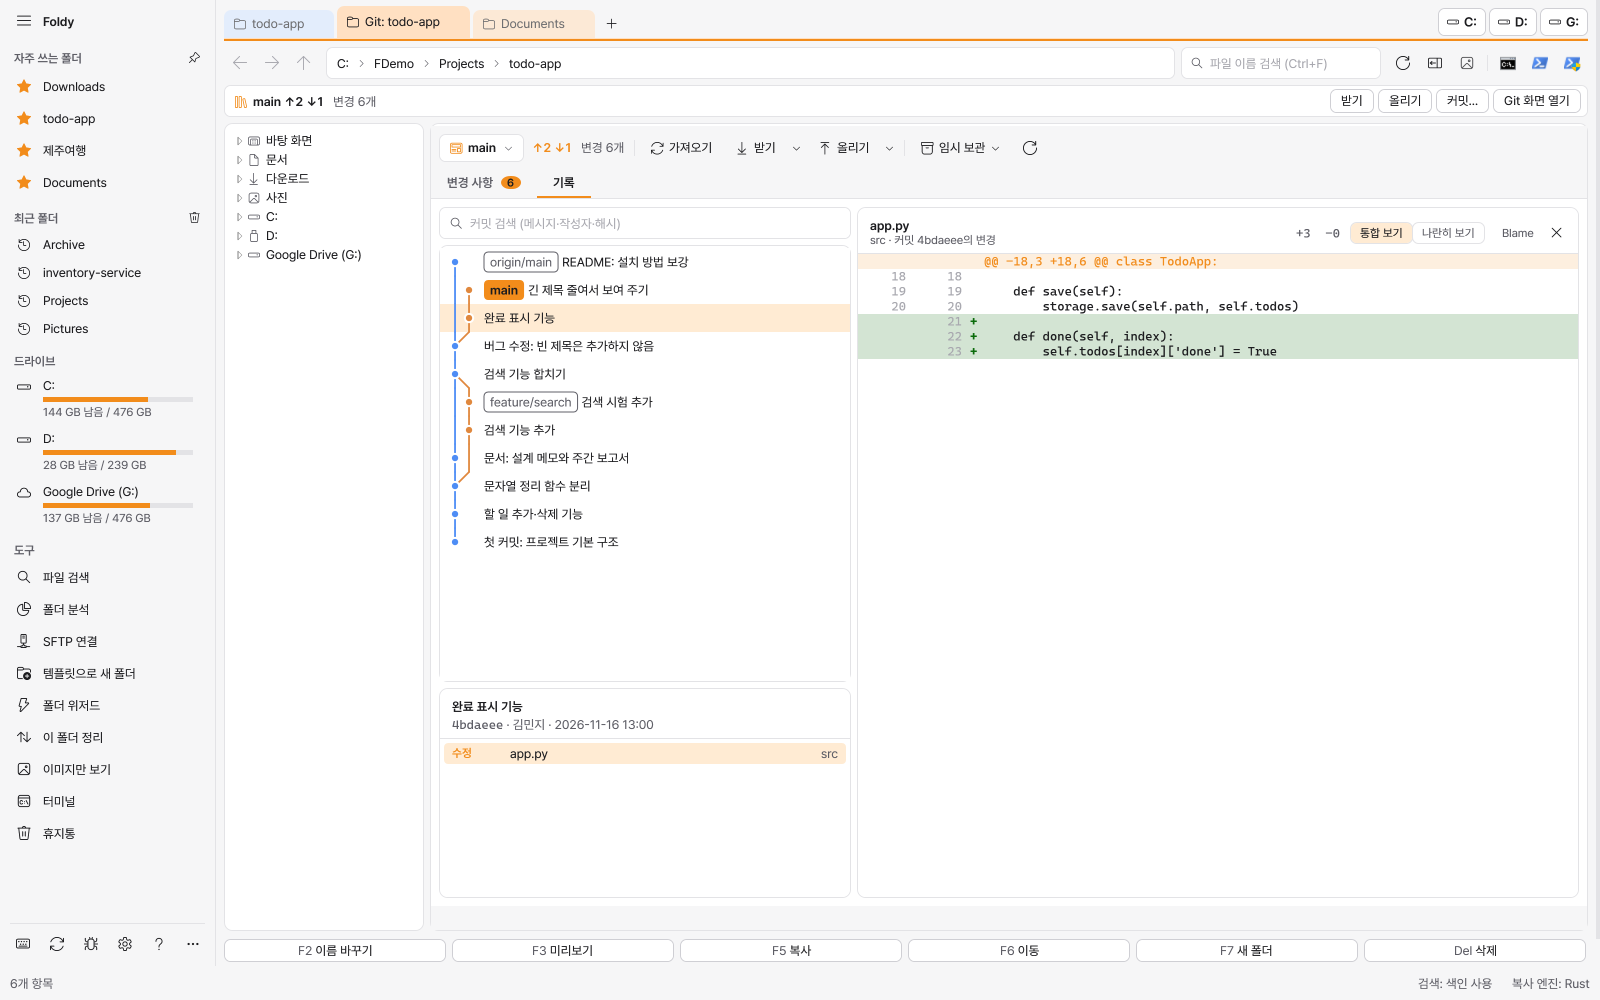 Foldy
자주 쓰는 폴더
Downloads
todo-app
제주여행
Documents
최근 폴더
Archive
inventory-service
Projects
Pictures
드라이브
C:
144 GB 남음 / 476 GB
D:
28 GB 남음 / 239 GB
Google Drive (G:)
137 GB 남음 / 476 GB
도구
파일 검색
폴더 분석
SFTP 연결
템플릿으로 새 폴더
폴더 위저드
이 폴더 정리
이미지만 보기
터미널
휴지통
todo-app Git: todo-app Documents + C: D: G:
C: > FDemo > Projects > todo-app 파일 이름 검색 (Ctrl+F)
main ↑2 ↓1 변경 6개 받기 올리기 커밋... Git 화면 열기
바탕 화면
문서
다운로드
사진
C:
D:
Google Drive (G:)
main ↑2 ↓1 변경 6개 가져오기 받기 올리기 임시 보관
변경 사항 6 기록
커밋 검색 (메시지·작성자·해시)
origin/main README: 설치 방법 보강
main 긴 제목 줄여서 보여 주기
완료 표시 기능
버그 수정: 빈 제목은 추가하지 않음
검색 기능 합치기
feature/search 검색 시험 추가
검색 기능 추가
문서: 설계 메모와 주간 보고서
문자열 정리 함수 분리
할 일 추가·삭제 기능
첫 커밋: 프로젝트 기본 구조
완료 표시 기능
4bdaeee · 김민지 · 2026-11-16 13:00
수정 app.py src
app.py
src · 커밋 4bdaeee의 변경
+3 −0 통합 보기 나란히 보기 Blame
@@ -18,3 +18,6 @@ class TodoApp:
18 18
19 19 def save(self):
20 20 storage.save(self.path, self.todos)
21 +
22 + def done(self, index):
23 + self.todos[index]['done'] = True
F2 이름 바꾸기 F3 미리보기 F5 복사 F6 이동 F7 새 폴더 Del 삭제
6개 항목 검색: 색인 사용 복사 엔진: Rust